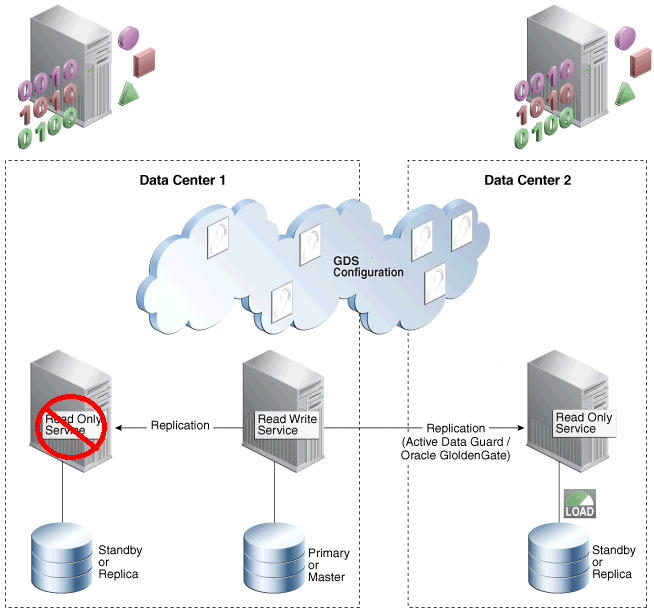 0010
1010
0100
0010
1010
0100
Data Center 1
Data Center 2
GDS
Configuration
Read Only
Service
Replication
Read Write
Service
Replication
(Active Data Guard /
Oracle GloldenGate)
Read Only
Service
LOAD
Standby
or
Replica
Primary
or
Master
Standby
or
Replica